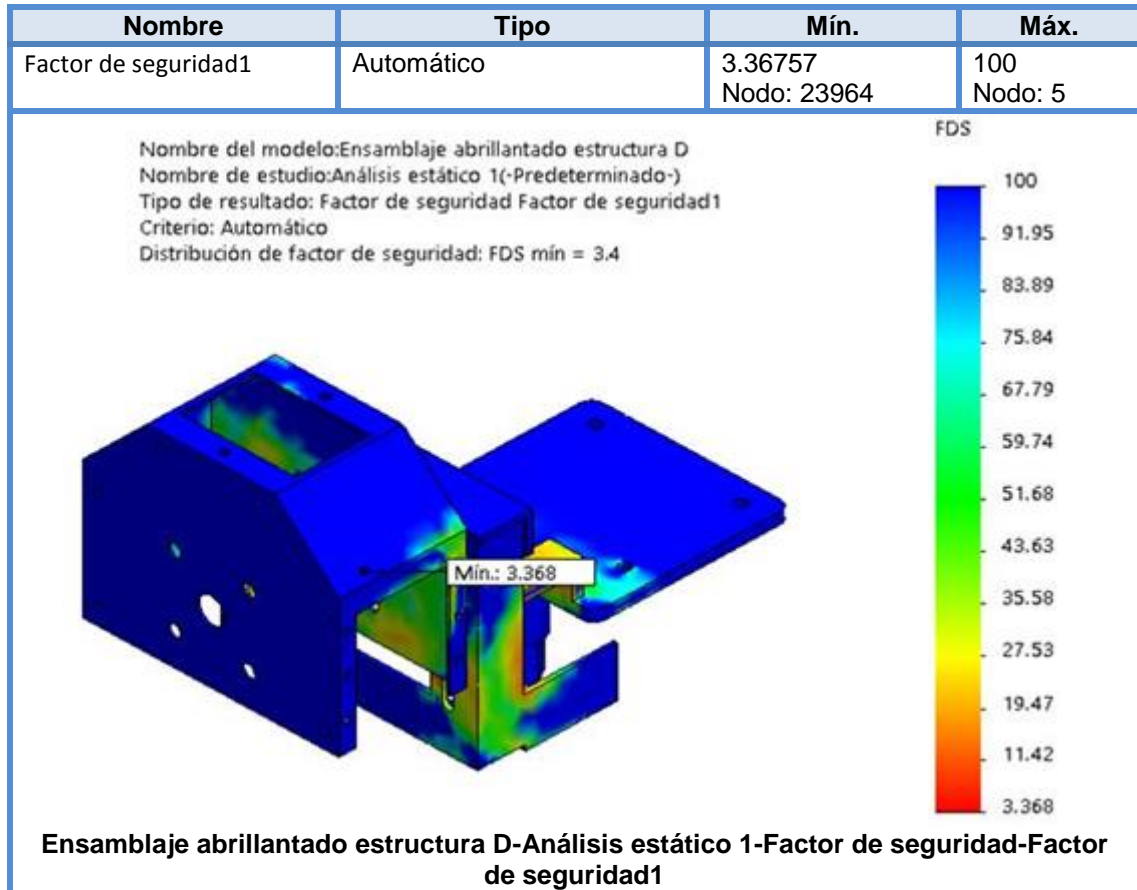 Nombre Tipo Mín. Máx.
Factor de seguridad1 Automático 3.36757 100
Nodo: 23964 Nodo: 5
FDS
Nombre del modelo:Ensamblaje abrillantado estructura D
Nombre de estudio:Análisis estático 1(-Predeterminado-)
Tipo de resultado: Factor de seguridad Factor de seguridad1
Criterio: Automático
Distribución de factor de seguridad: FDS mín = 3.4
100
91.95
83.89
75.84
67.79
59.74
51.68
43.63
35.58
27.53
19.47
11.42
3.368
Mín.: 3.368
Ensamblaje abrillantado estructura D-Análisis estático 1-Factor de seguridad-Factor
de seguridad1